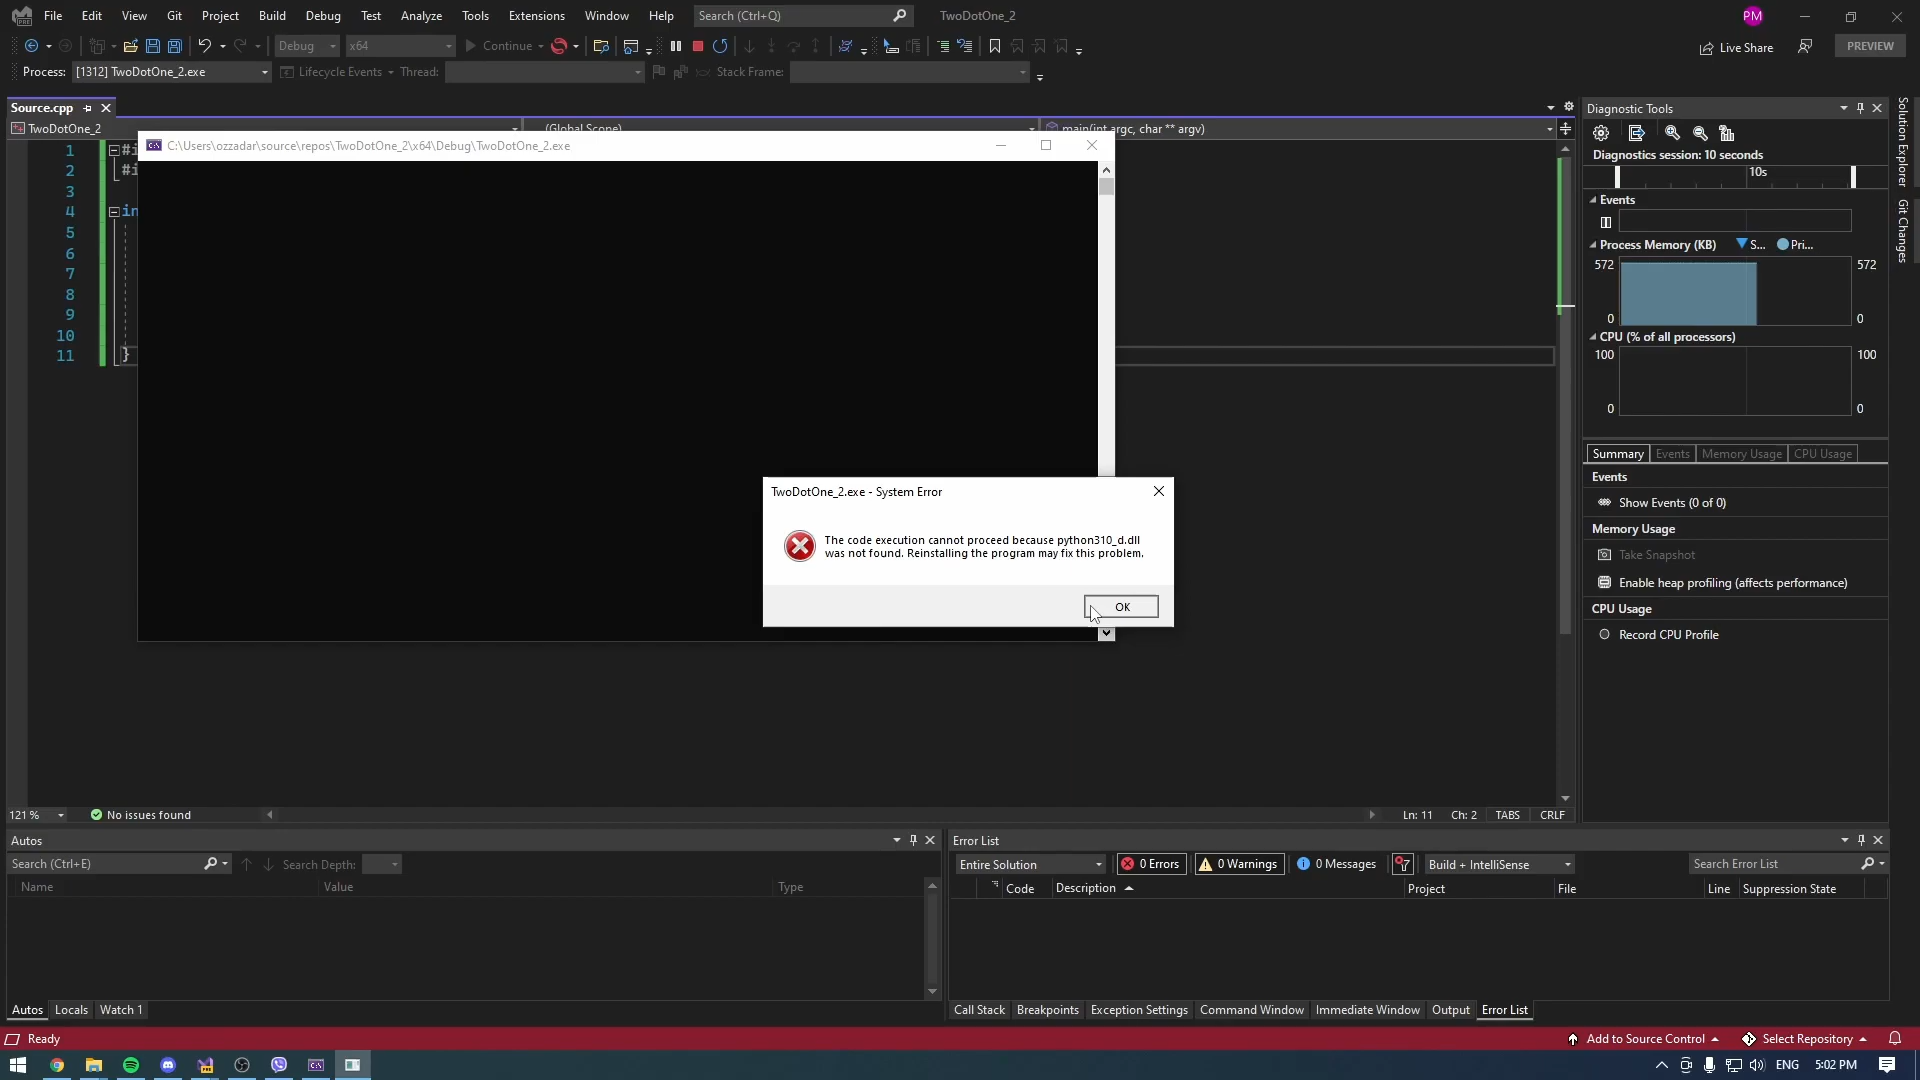 File Edit View Git Project Build Debug Test Analyze Tools Extensions Window Help Search (Ctrl+Q) TwoDotOne_2 PM
Debug x64 Continue Live Share PREVIEW
Process: [1312] TwoDotOne_2.exe Lifecycle Events Thread: Stack Frame:
Source.cpp
TwoDotOne_2 (Global Scope) main(int argc, char ** argv)
C:\Users\ozzadar\source\repos\TwoDotOne_2\x64\Debug\TwoDotOne_2.exe
1 #i
2 #i
3
4 in
5
6
7
8
9
10
11 }
TwoDotOne_2.exe - System Error
The code execution cannot proceed because python310_d.dll
was not found. Reinstalling the program may fix this problem.
OK
Diagnostic Tools
Diagnostics session: 10 seconds
10s
Events
Process Memory (KB) S... Pri...
572 572
0 0
CPU (% of all processors)
100 100
0 0
Summary Events Memory Usage CPU Usage
Events
Show Events (0 of 0)
Memory Usage
Take Snapshot
Enable heap profiling (affects performance)
CPU Usage
Record CPU Profile
Solution Explorer
Git Changes
121 % No issues found Ln: 11 Ch: 2 TABS CRLF
Autos
Search (Ctrl+E) Search Depth:
Name Value Type
Autos Locals Watch 1
Error List
Entire Solution 0 Errors 0 Warnings 0 Messages Build + IntelliSense Search Error List
Code Description Project File Line Suppression State
Call Stack Breakpoints Exception Settings Command Window Immediate Window Output Error List
Ready Add to Source Control Select Repository
ENG 5:02 PM